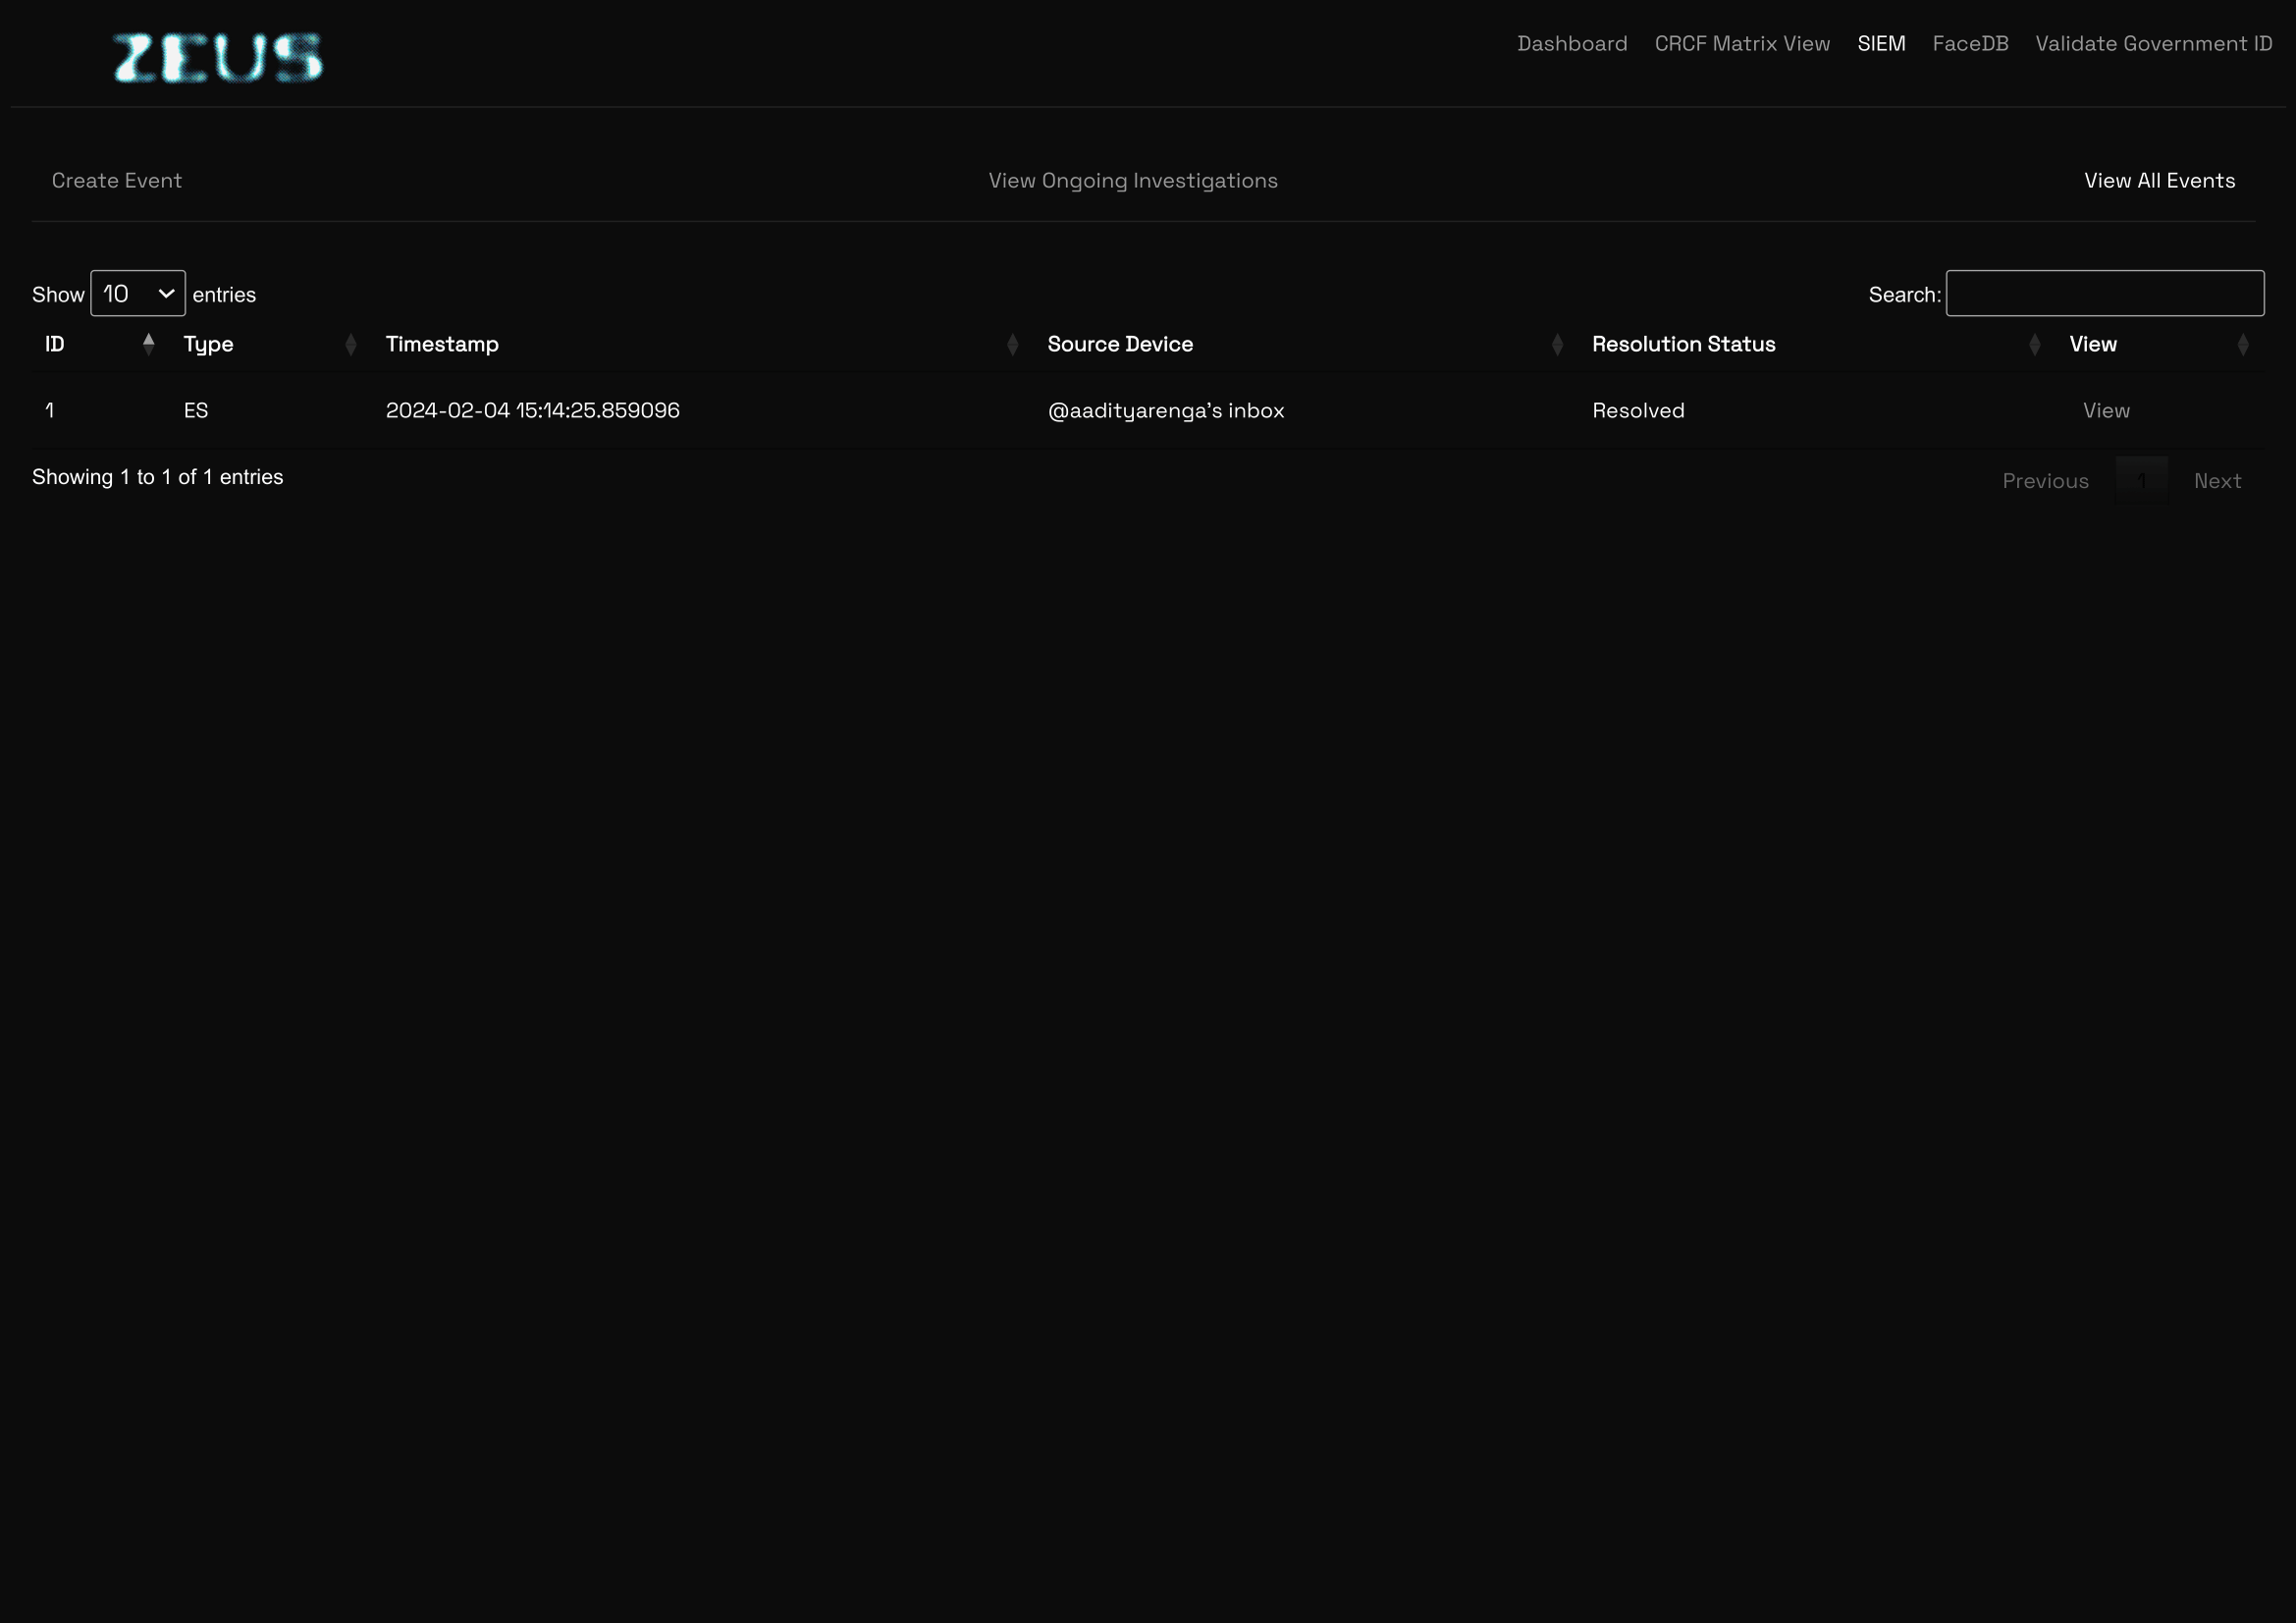 ZEUS
Dashboard CRCF Matrix View SIEM FaceDB Validate Government ID
Create Event View Ongoing Investigations View All Events
Show 10 entries Search:
ID Type Timestamp Source Device Resolution Status View
1 ES 2024-02-04 15:14:25.859096 @aadityarenga's inbox Resolved View
Showing 1 to 1 of 1 entries Previous 1 Next